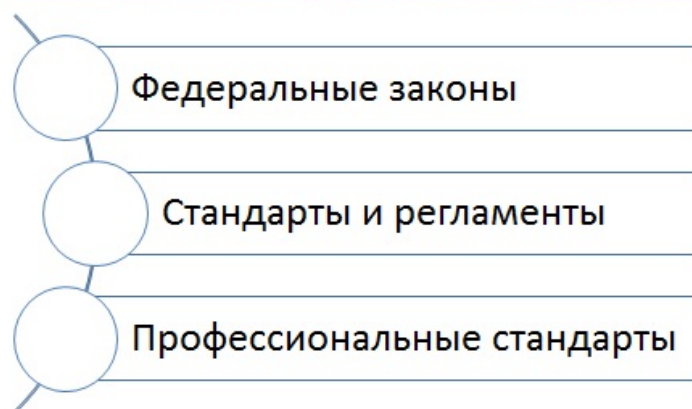 Федеральные законы
Стандарты и регламенты
Профессиональные стандарты